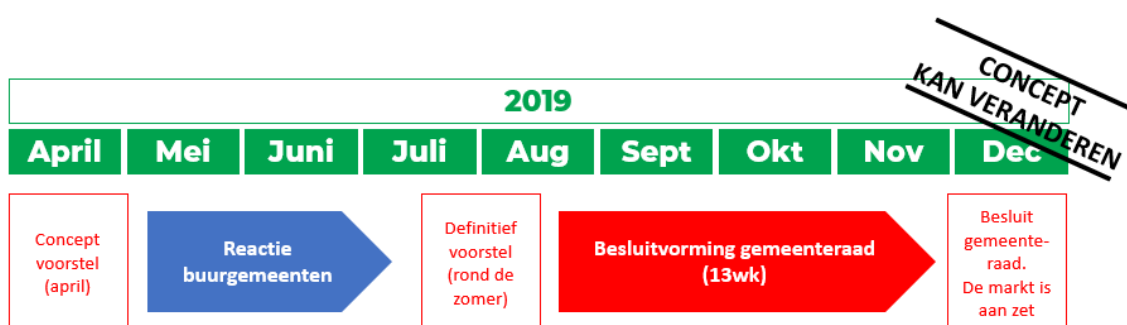 CONCEPT
KAN VERANDEREN
2019
April Mei Juni Juli Aug Sept Okt Nov Dec
Concept
voorstel
(april)
Reactie
buurgemeenten
Definitief
voorstel
(rond de
zomer)
Besluitvorming gemeenteraad
(13wk)
Besluit
gemeente-
raad.
De markt is
aan zet